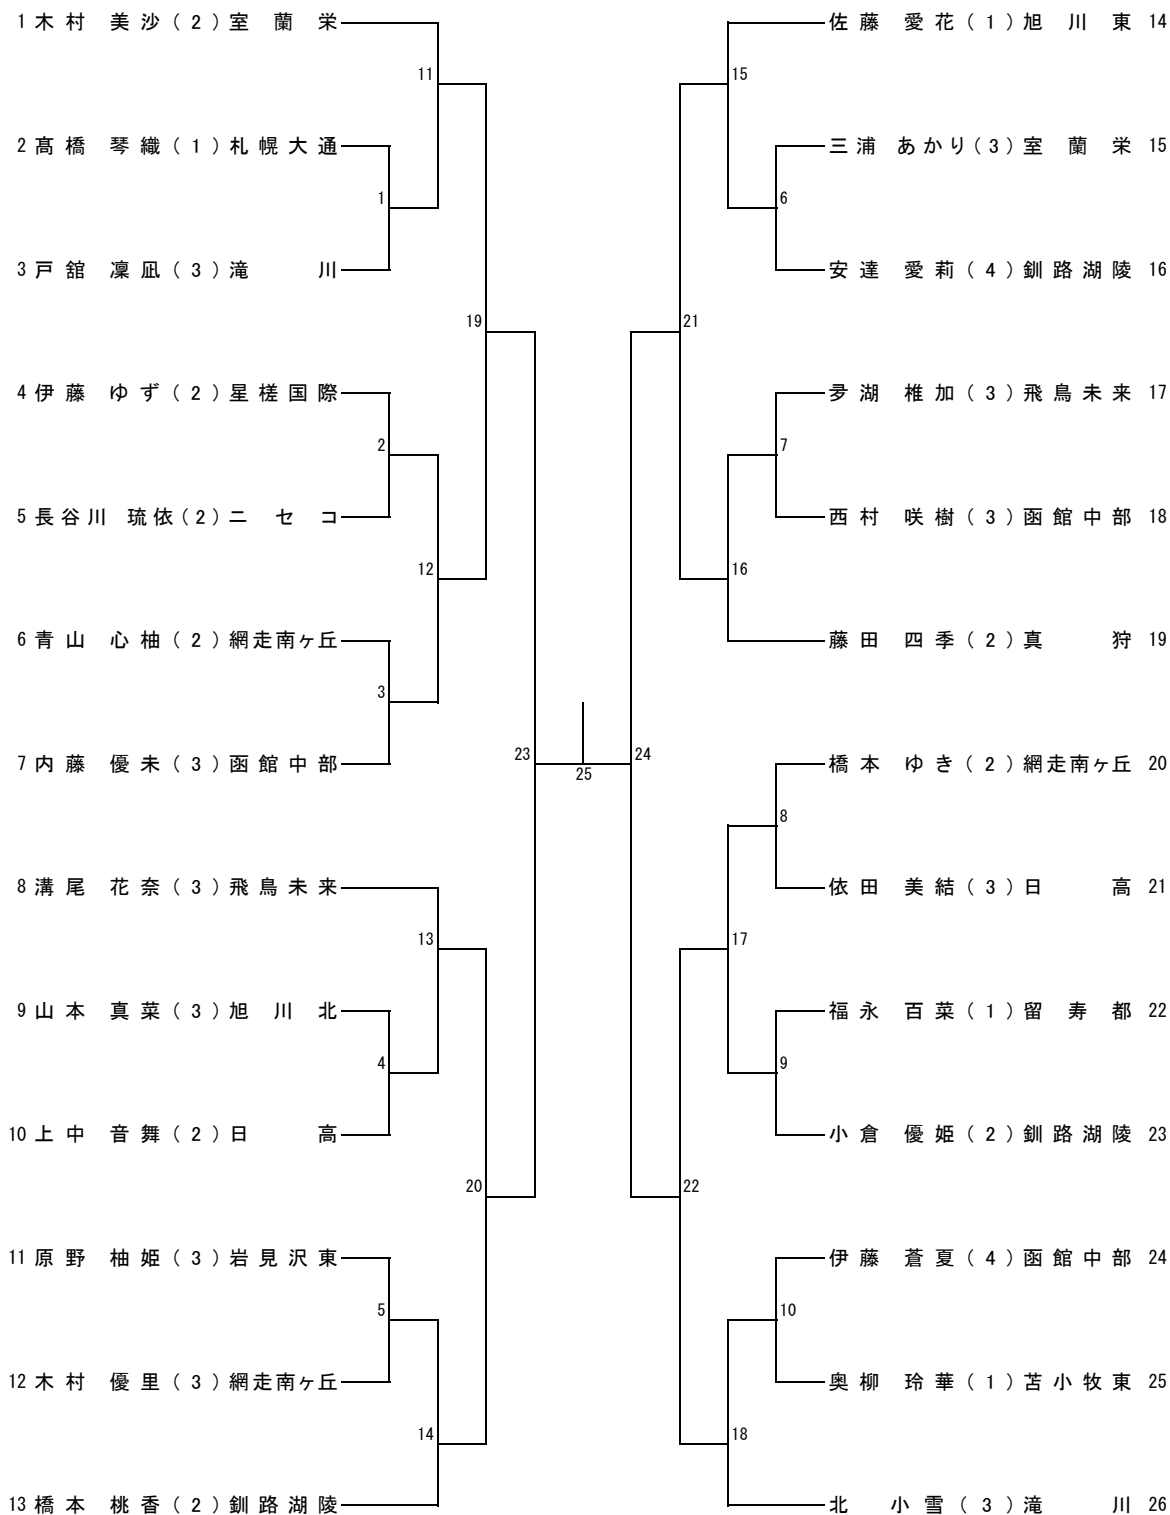 1 木村 美沙(2) 室蘭栄
11
2 髙橋 琴織(1) 札幌大通
1
3 戸舘 凜凪(3) 滝川
19
4 伊藤 ゆず(2) 星槎国際
2
5 長谷川 琉依(2) ニセコ
12
6 青山 心柚(2) 網走南ヶ丘
3
7 内藤 優未(3) 函館中部
23
8 溝尾 花奈(3) 飛鳥未来
13
9 山本 真菜(3) 旭川北
4
10 上中 音舞(2) 日高
20
11 原野 柚姫(3) 岩見沢東
5
12 木村 優里(3) 網走南ヶ丘
14
13 橋本 桃香(2) 釧路湖陵
25
佐藤 愛花(1) 旭川東 14
15
三浦 あかり(3) 室蘭栄 15
6
安達 愛莉(4) 釧路湖陵 16
21
夛湖 椎加(3) 飛鳥未来 17
7
西村 咲樹(3) 函館中部 18
16
藤田 四季(2) 真狩 19
24
橋本 ゆき(2) 網走南ヶ丘 20
8
依田 美結(3) 日高 21
17
福永 百菜(1) 留寿都 22
9
小倉 優姫(2) 釧路湖陵 23
22
伊藤 蒼夏(4) 函館中部 24
10
奥柳 玲華(1) 苫小牧東 25
18
北 小雪(3) 滝川 26